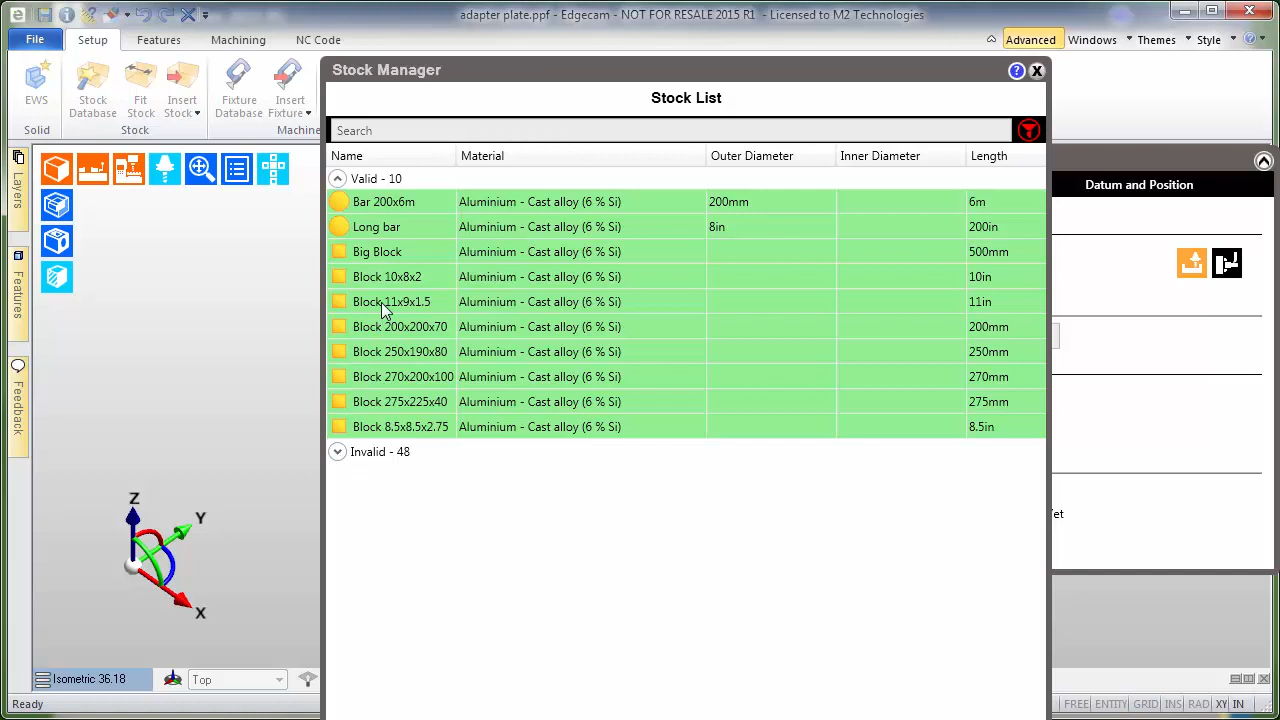 adapter plate.ppf - Edgecam - NOT FOR RESALE
- Licensed to M2 Technologies
File
Setup
Features
Machining
NC Code
Advanced
Windows
Themes
Style
EWS
Stock Database
Fit Stock
Insert Stock
Fixture Database
Insert Fixture
Solid
Stock
Machine
Stock Manager
Stock List
Search
Name Material Outer Diameter Inner Diameter Length
Valid - 10
Bar 200x6m Aluminium - Cast alloy (6 % Si) 200mm 6m
Long bar Aluminium - Cast alloy (6 % Si) 8in 200in
Big Block Aluminium - Cast alloy (6 % Si) 500mm
Block 10x8x2 Aluminium - Cast alloy (6 % Si) 10in
Block 11x9x1.5 Aluminium - Cast alloy (6 % Si) 11in
Block 200x200x70 Aluminium - Cast alloy (6 % Si) 200mm
Block 250x190x80 Aluminium - Cast alloy (6 % Si) 250mm
Block 270x200x100 Aluminium - Cast alloy (6 % Si) 270mm
Block 275x225x40 Aluminium - Cast alloy (6 % Si) 275mm
Block 8.5x8.5x2.75 Aluminium - Cast alloy (6 % Si) 8.5in
Invalid - 48
Datum and Position
Layers
Features
Feedback
Z
Y
X
Isometric 36.18
Top
Ready
FREE ENTITY GRID INS RAD XY IN